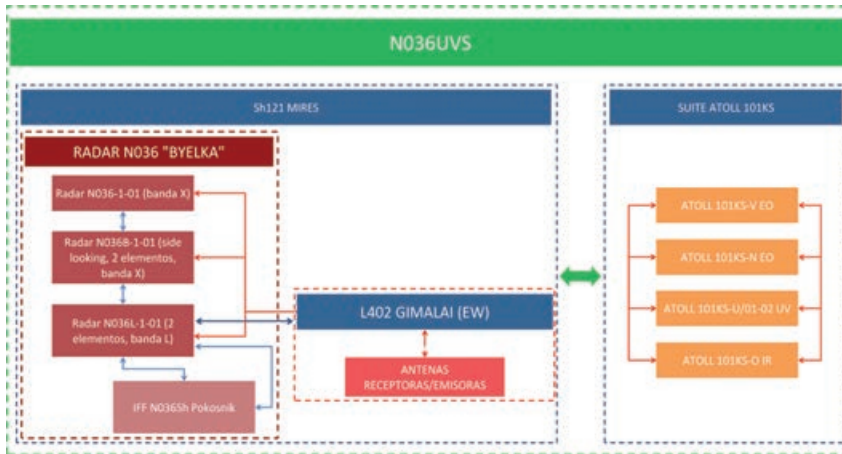 N036UVS
Sh121 MIRES
SUITE ATOLL 101KS
RADAR N036 "BYELKA"
Radar N036-1-01 (banda X)
Radar N036B-1-01 (side
looking, 2 elementos,
banda X)
Radar N036L-1-01 (2
elementos, banda L)
IFF N036Sh Pokosnik
L402 GIMALAI (EW)
ANTENAS
RECEPTORAS/EMISORAS
ATOLL 101KS-V EO
ATOLL 101KS-N EO
ATOLL 101KS-U/01-02 UV
ATOLL 101KS-O IR